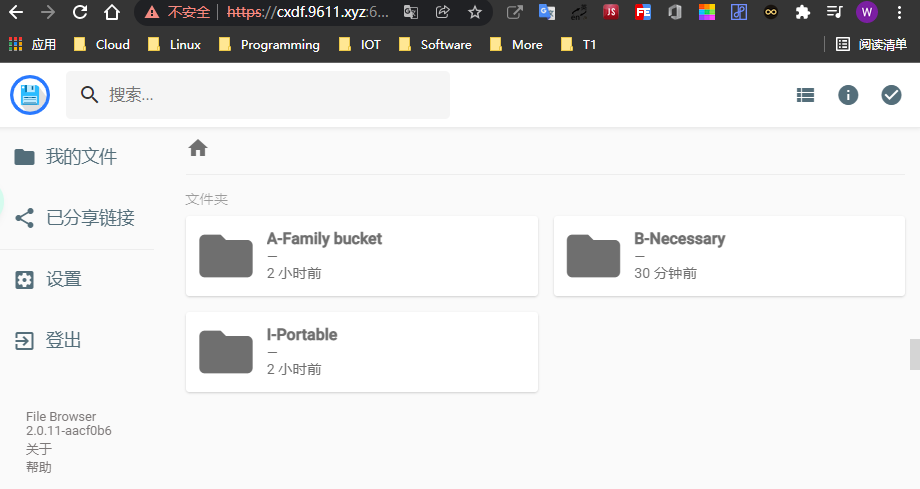 不安全 https://cxdf.9611.xyz:6...
应用 Cloud Linux Programming IOT Software More T1 阅读清单
搜索...
我的文件
已分享链接
设置
登出
File Browser
2.0.11-aacf0b6
关于
帮助
文件夹
A-Family bucket
—
2 小时前
B-Necessary
—
30 分钟前
I-Portable
—
2 小时前
W
JS
FE